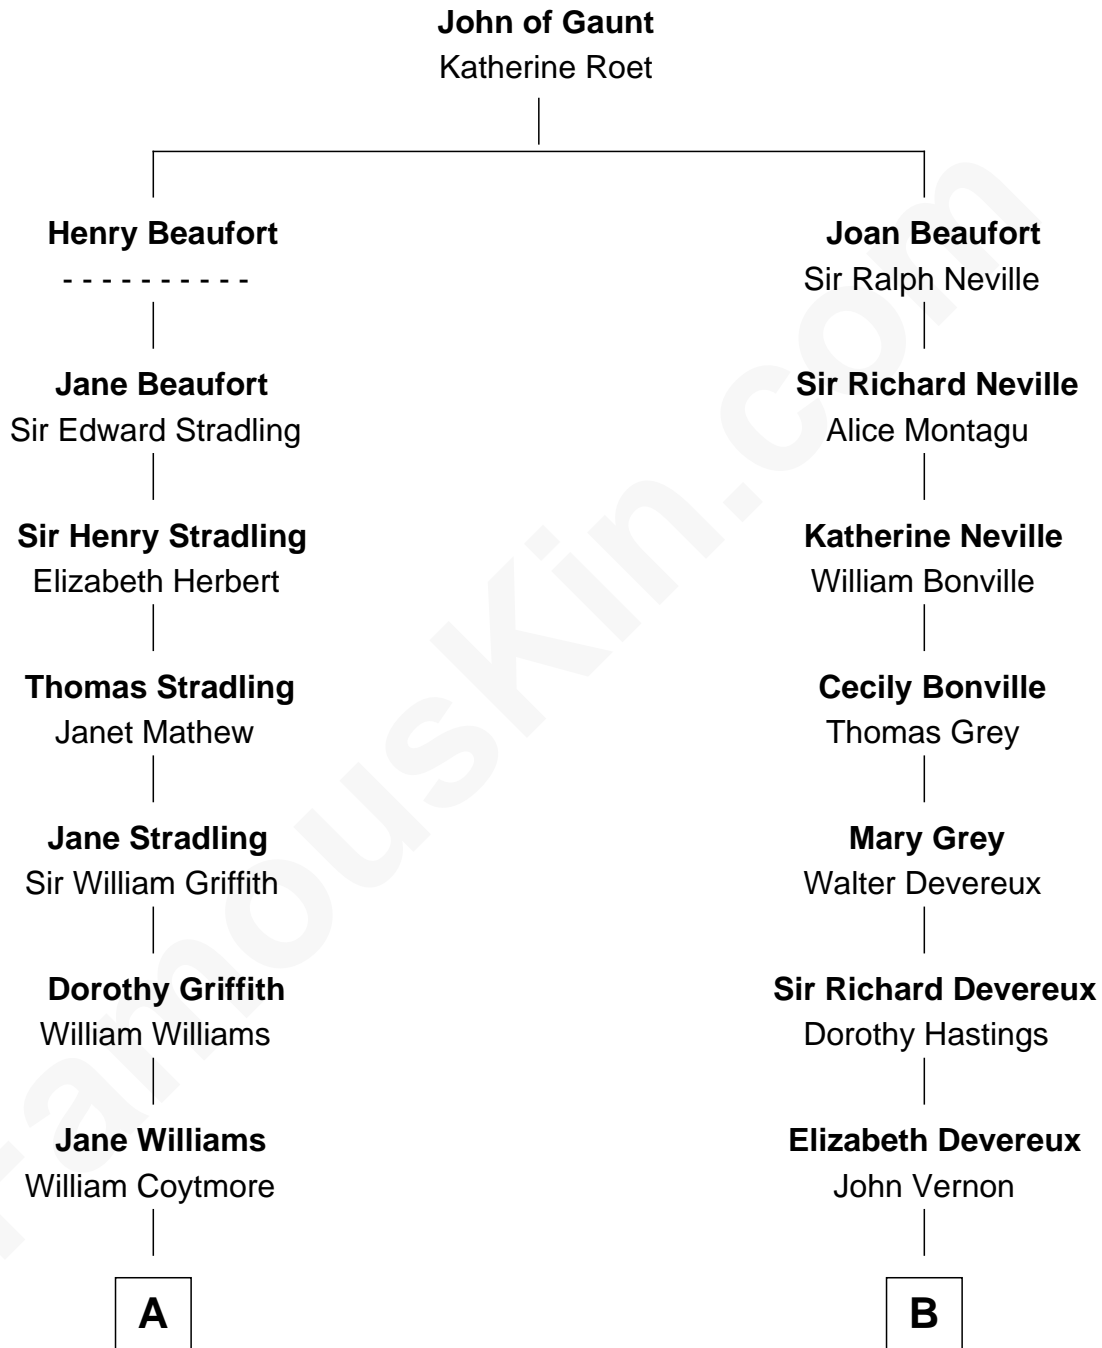 John of Gaunt
Katherine Roet
Henry Beaufort
- - - - - - - - - -
Jane Beaufort
Sir Edward Stradling
Sir Henry Stradling
Elizabeth Herbert
Thomas Stradling
Janet Mathew
Jane Stradling
Sir William Griffith
Dorothy Griffith
William Williams
Jane Williams
William Coytmore
A
Joan Beaufort
Sir Ralph Neville
Sir Richard Neville
Alice Montagu
Katherine Neville
William Bonville
Cecily Bonville
Thomas Grey
Mary Grey
Walter Devereux
Sir Richard Devereux
Dorothy Hastings
Elizabeth Devereux
John Vernon
B
FamousKin.com